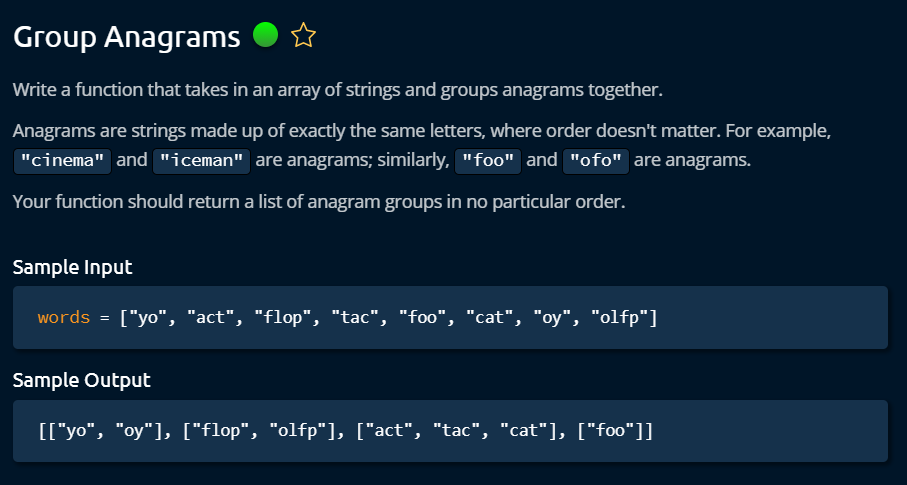 Group Anagrams
Write a function that takes in an array of strings and groups anagrams together.
Anagrams are strings made up of exactly the same letters, where order doesn't matter. For example,
"cinema" and "iceman" are anagrams; similarly, "foo" and "ofo" are anagrams.
Your function should return a list of anagram groups in no particular order.
Sample Input
words = ["yo", "act", "flop", "tac", "foo", "cat", "oy", "olfp"]
Sample Output
[["yo", "oy"], ["flop", "olfp"], ["act", "tac", "cat"], ["foo"]]